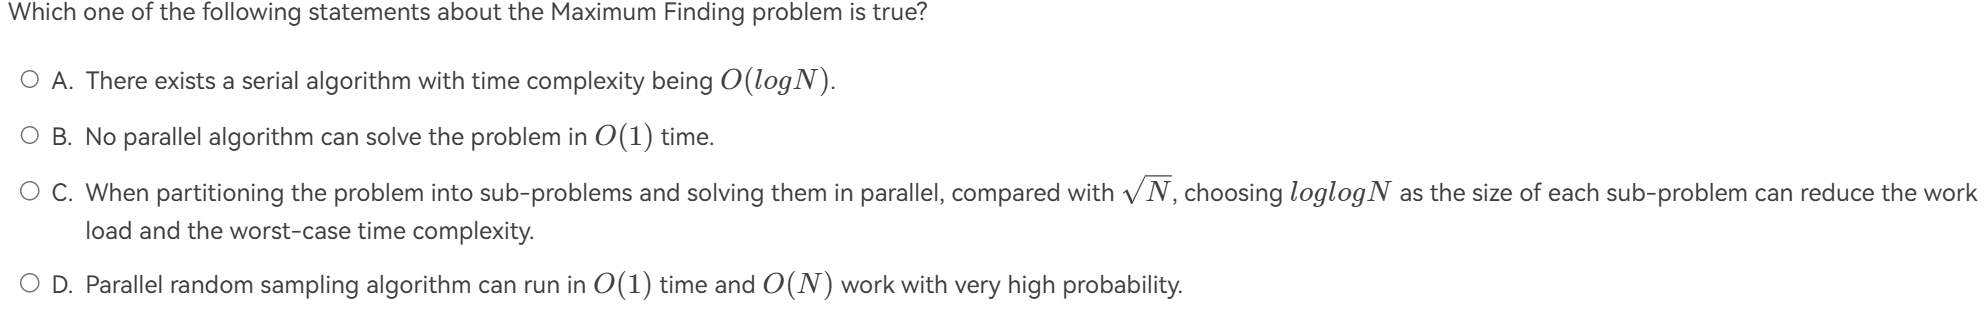 Which one of the following statements about the Maximum Finding problem is true?
A. There exists a serial algorithm with time complexity being O(logN).
B. No parallel algorithm can solve the problem in O(1) time.
C. When partitioning the problem into sub-problems and solving them in parallel, compared with √N, choosing loglogN as the size of each sub-problem can reduce the work
load and the worst-case time complexity.
D. Parallel random sampling algorithm can run in O(1) time and O(N) work with very high probability.